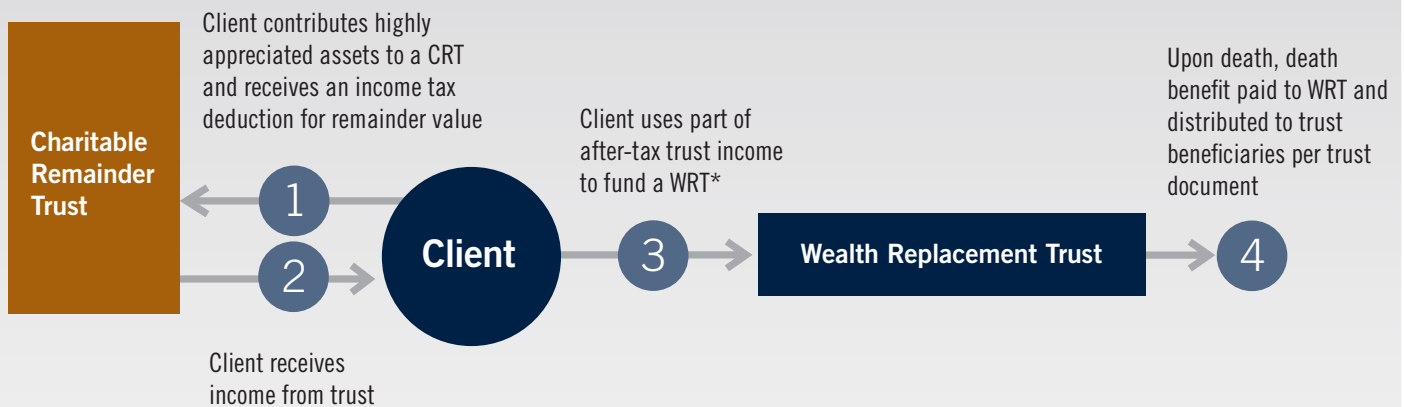 Client contributes highly
appreciated assets to a CRT
and receives an income tax
deduction for remainder value
Charitable
Remainder
Trust
1
2
Client
Client receives
income from trust
Client uses part of
after-tax trust income
to fund a WRT*
3
Wealth Replacement Trust
Upon death, death
benefit paid to WRT and
distributed to trust
beneficiaries per trust
document
4